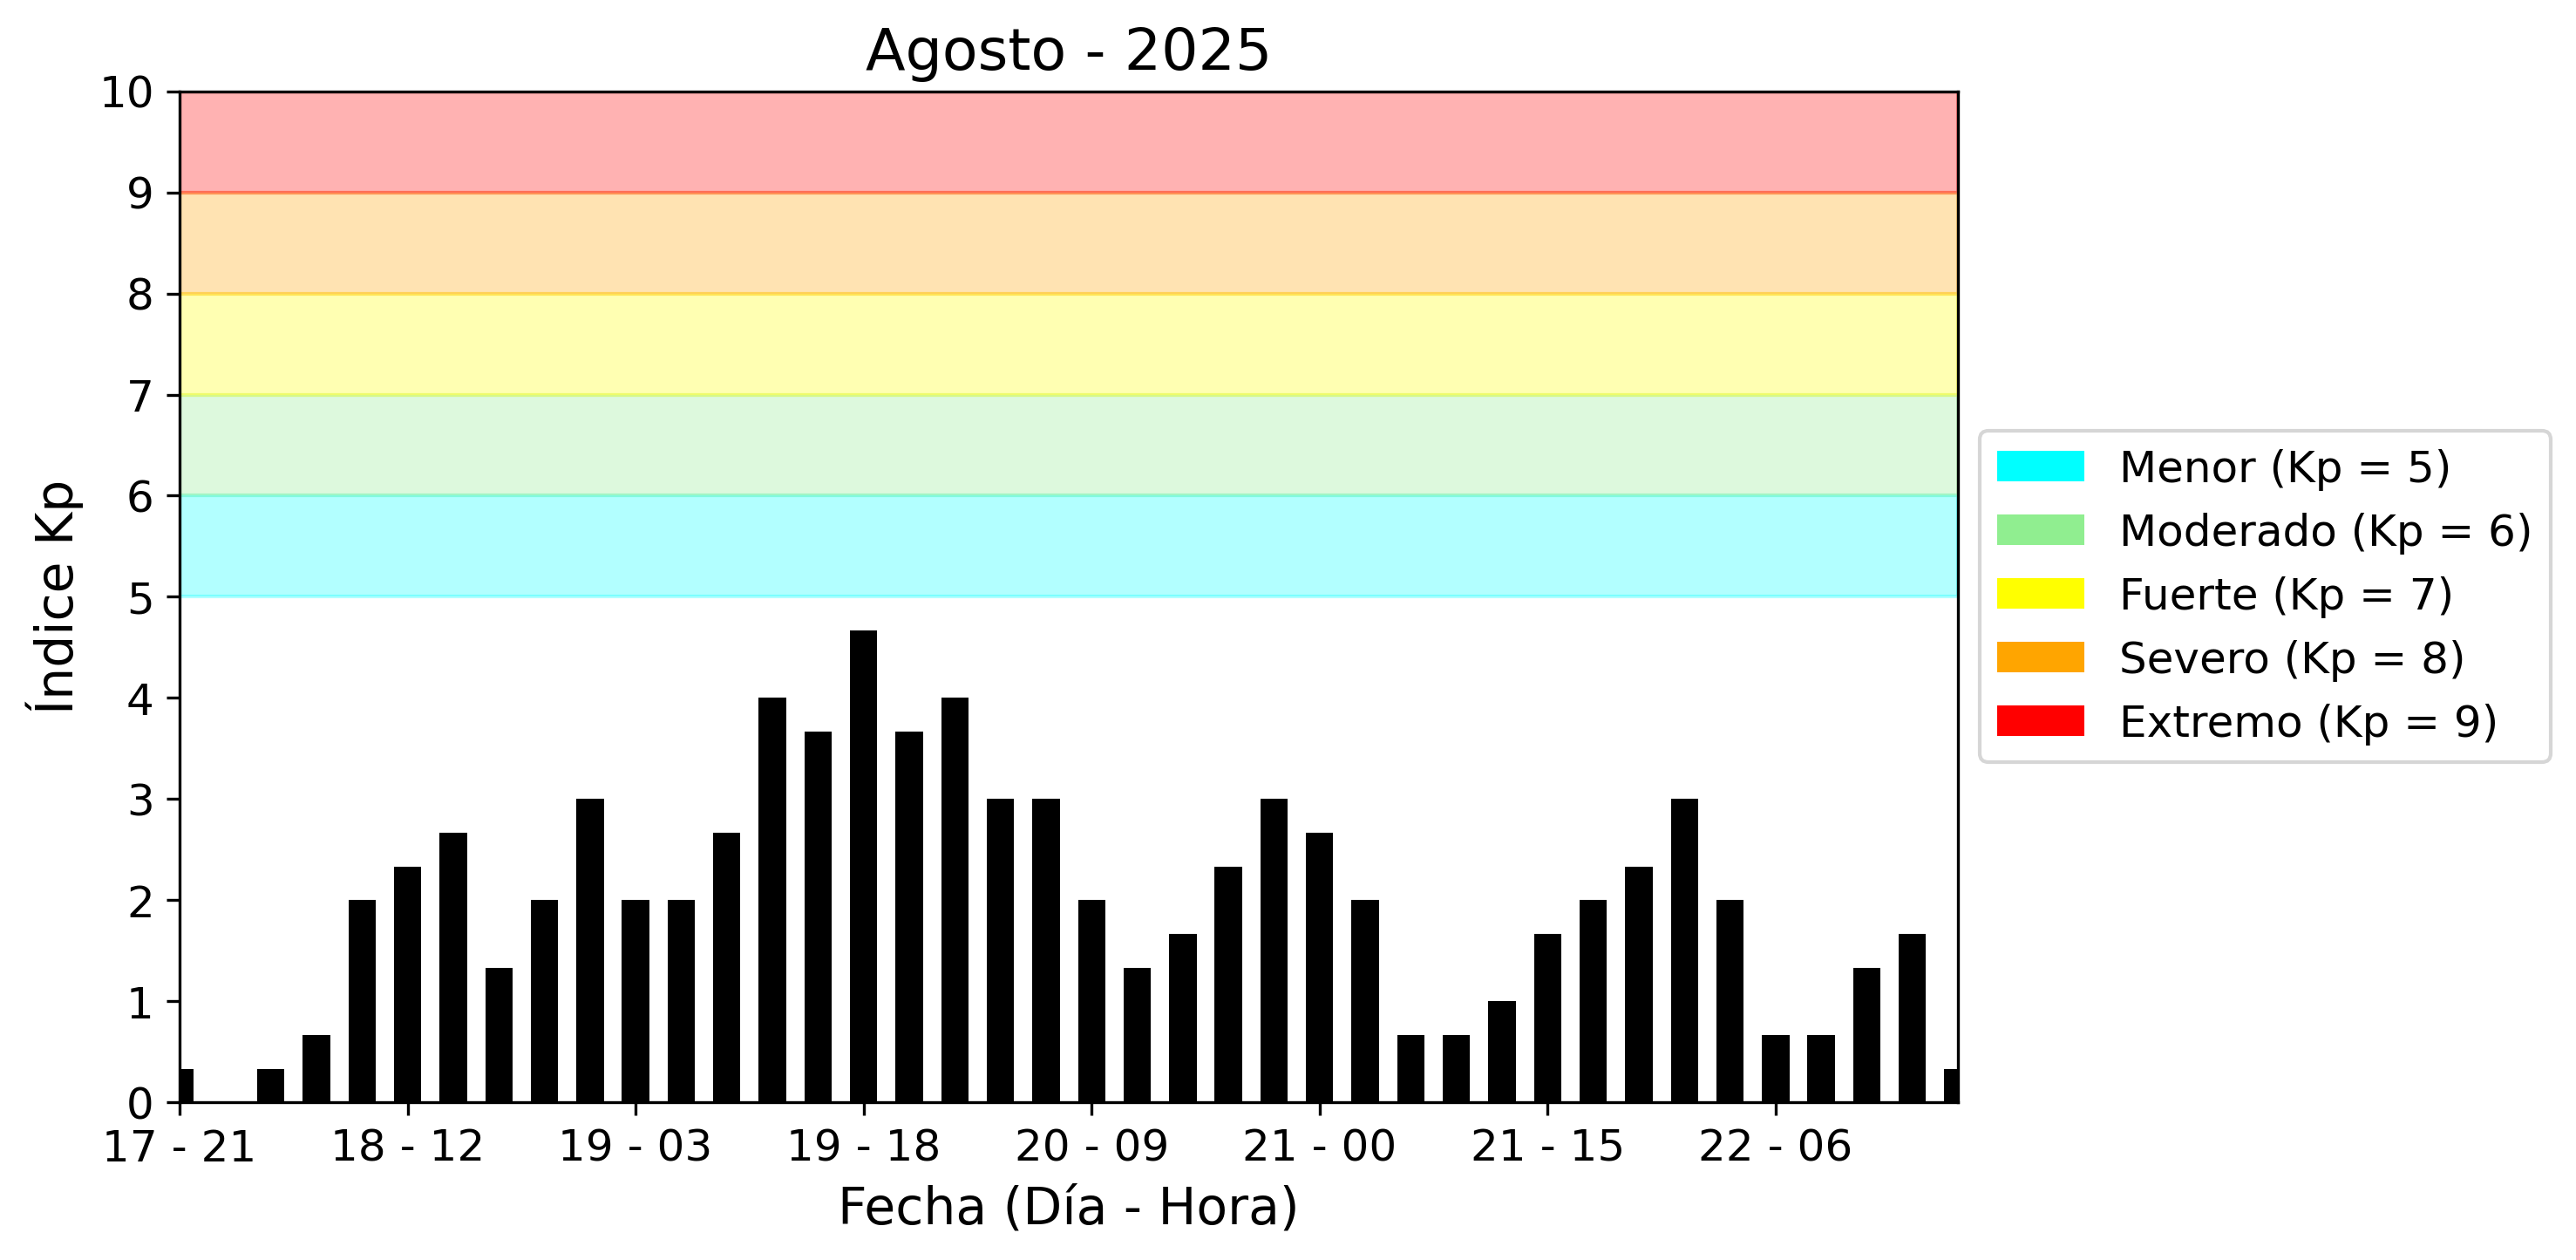 Agosto - 2025
10
9
8
7
6
5
4
3
2
1
0
Índice Kp
17 - 21
18 - 12
19 - 03
19 - 18
20 - 09
21 - 00
21 - 15
22 - 06
Fecha (Día - Hora)
Menor (Kp = 5)
Moderado (Kp = 6)
Fuerte (Kp = 7)
Severo (Kp = 8)
Extremo (Kp = 9)